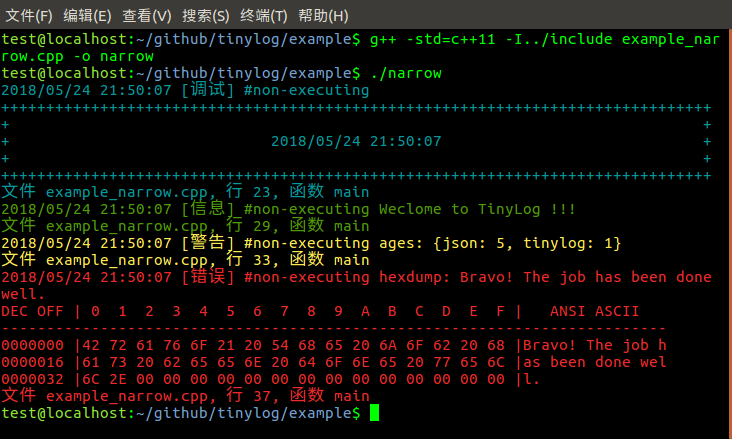 文件(F) 编辑(E) 查看(V) 搜索(S) 终端(T) 帮助(H)
test@localhost:~/github/tinylog/example$ g++ -std=c++11 -I../include example_nar
row.cpp -o narrow
test@localhost:~/github/tinylog/example$ ./narrow
2018/05/24 21:50:07 [调试] #non-executing
+++++++++++++++++++++++++++++++++++++++++++++++++++++++++++++++++++++++++++++++
+                                                                             +
+                             2018/05/24 21:50:07                             +
+                                                                             +
+++++++++++++++++++++++++++++++++++++++++++++++++++++++++++++++++++++++++++++++
文件 example_narrow.cpp, 行 23, 函数 main
2018/05/24 21:50:07 [信息] #non-executing Weclome to TinyLog !!!
文件 example_narrow.cpp, 行 29, 函数 main
2018/05/24 21:50:07 [警告] #non-executing ages: {json: 5, tinylog: 1}
文件 example_narrow.cpp, 行 33, 函数 main
2018/05/24 21:50:07 [错误] #non-executing hexdump: Bravo! The job has been done
well.
DEC OFF | 0  1  2  3  4  5  6  7  8  9  A  B  C  D  E  F |   ANSI ASCII
--------------------------------------------------------------------------
0000000 |42 72 61 76 6F 21 20 54 68 65 20 6A 6F 62 20 68 |Bravo! The job h
0000016 |61 73 20 62 65 65 6E 20 64 6F 6E 65 20 77 65 6C |as been done wel
0000032 |6C 2E 00 00 00 00 00 00 00 00 00 00 00 00 00 00 |l.
文件 example_narrow.cpp, 行 37, 函数 main
test@localhost:~/github/tinylog/example$